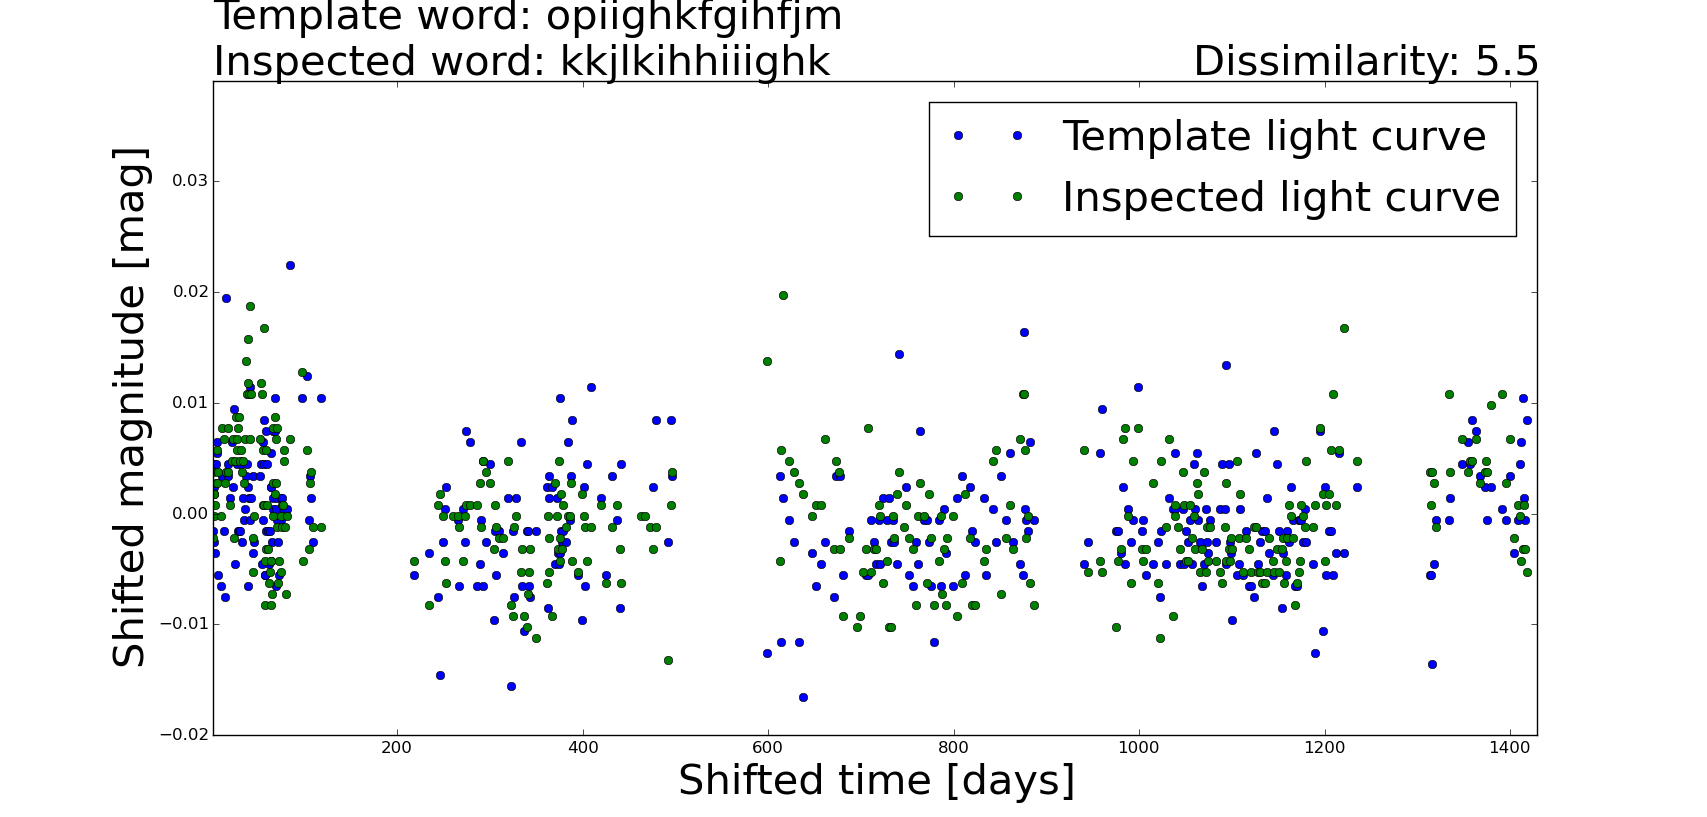 Template word: opiighkfgihfjm
Inspected word: kkjlkihhiiiighk
Dissimilarity: 5.5
Template light curve
Inspected light curve
Shifted magnitude [mag]
0.03
0.02
0.01
0.00
−0.01
−0.02
200 400 600 800 1000 1200 1400
Shifted time [days]